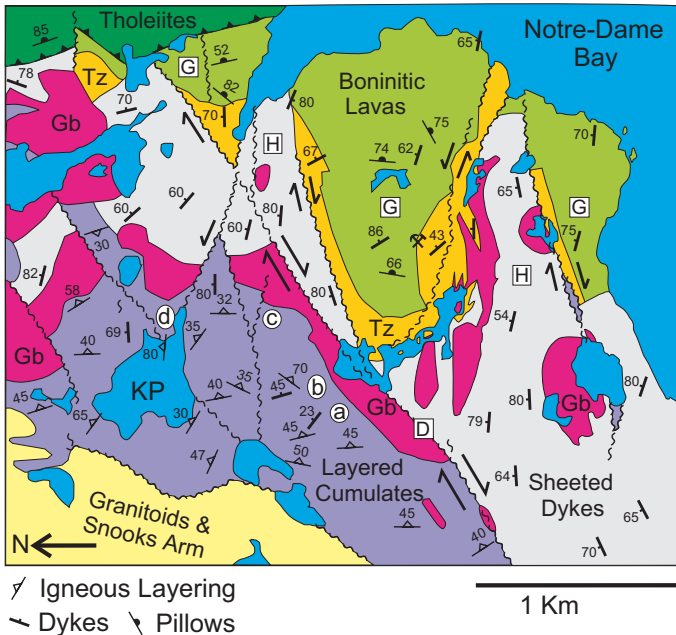 85
Tholeiites
52
G
82
65
Notre-Dame
Bay
78
Tz
70
70
80
Boninitic
Lavas
75
Gb
H
67
74
62
70
60
65
60
60
80
G
G
30
86
43
75
82
66
H
58
80
32
80
d
c
Tz
54
69
35
40
80
Gb
KP
70
35
45
b
40
a
Gb
80
80
Gb
45
65
30
23
45
45
D
79
47
50
Layered
Cumulates
64
Sheeted
Dykes
Granitoids &
Snooks Arm
45
40
65
N
70
Igneous Layering
Dykes Pillows
1 Km